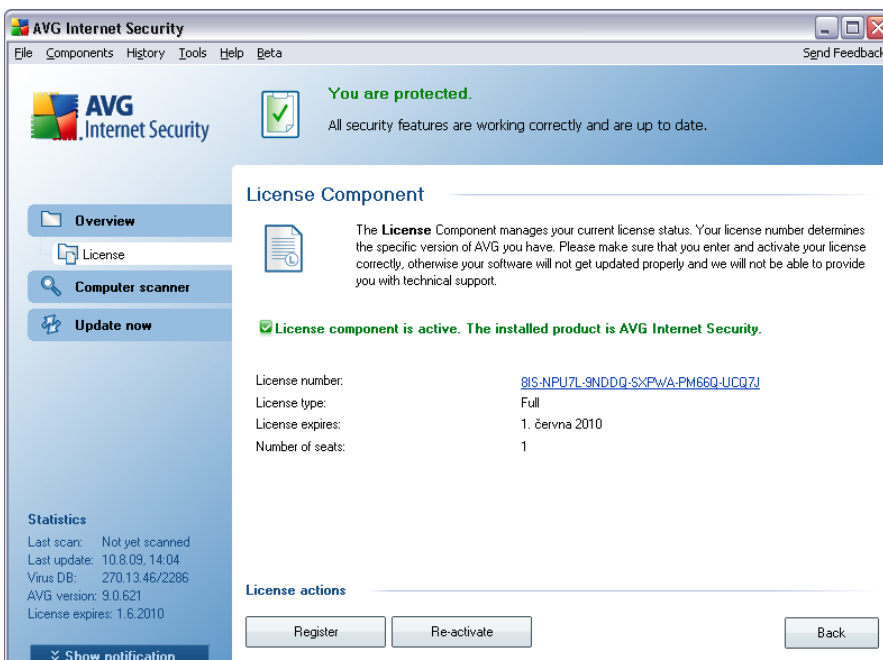 AVG Internet Security
File Components History Tools Help Beta
Send Feedback
AVG
Internet Security
You are protected.
All security features are working correctly and are up to date.
Overview
License
Computer scanner
Update now
License Component
The License Component manages your current license status. Your license number determines
the specific version of AVG you have. Please make sure that you enter and activate your license
correctly, otherwise your software will not get updated properly and we will not be able to provide
you with technical support.
License component is active. The installed product is AVG Internet Security.
License number: 8IS-NPU7L-9NDDQ-SXPWA-PM66Q-UCQ7J
License type: Full
License expires: 1. června 2010
Number of seats: 1
Statistics
Last scan: Not yet scanned
Last update: 10.8.09, 14:04
Virus DB: 270.13.46/2286
AVG version: 9.0.621
License expires: 1.6.2010
Show notification
License actions
Register
Re-activate
Back